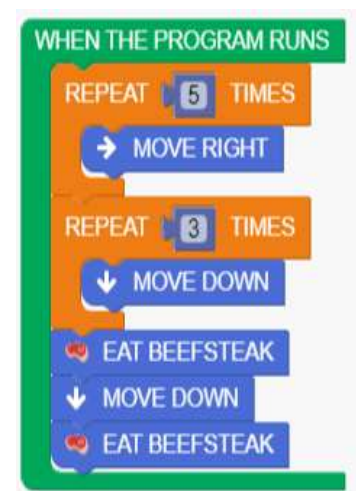 WHEN THE PROGRAM RUNS
REPEAT 5 TIMES
MOVE RIGHT
REPEAT 3 TIMES
MOVE DOWN
EAT BEEFSTEAK
MOVE DOWN
EAT BEEFSTEAK